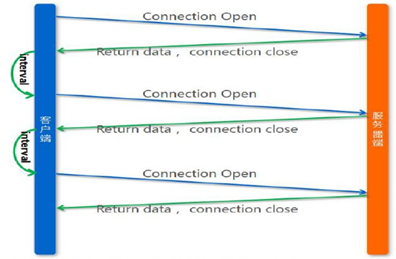 Connection Open
Return data， connection close
interval
Connection Open
客户端
服务器端
Return data， connection close
interval
Connection Open
Return data， connection close